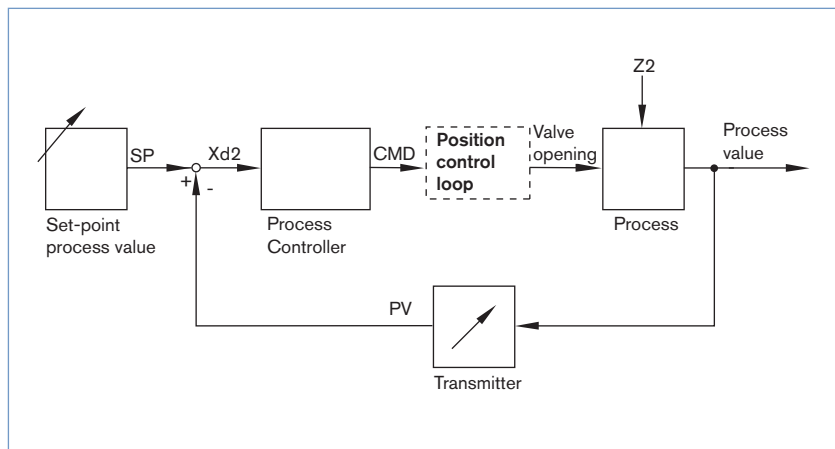 Z2
SP
+
-
Xd2
CMD
Position
control
loop
Valve
opening
Process
value
Set-point
process value
Process
Controller
Process
PV
Transmitter